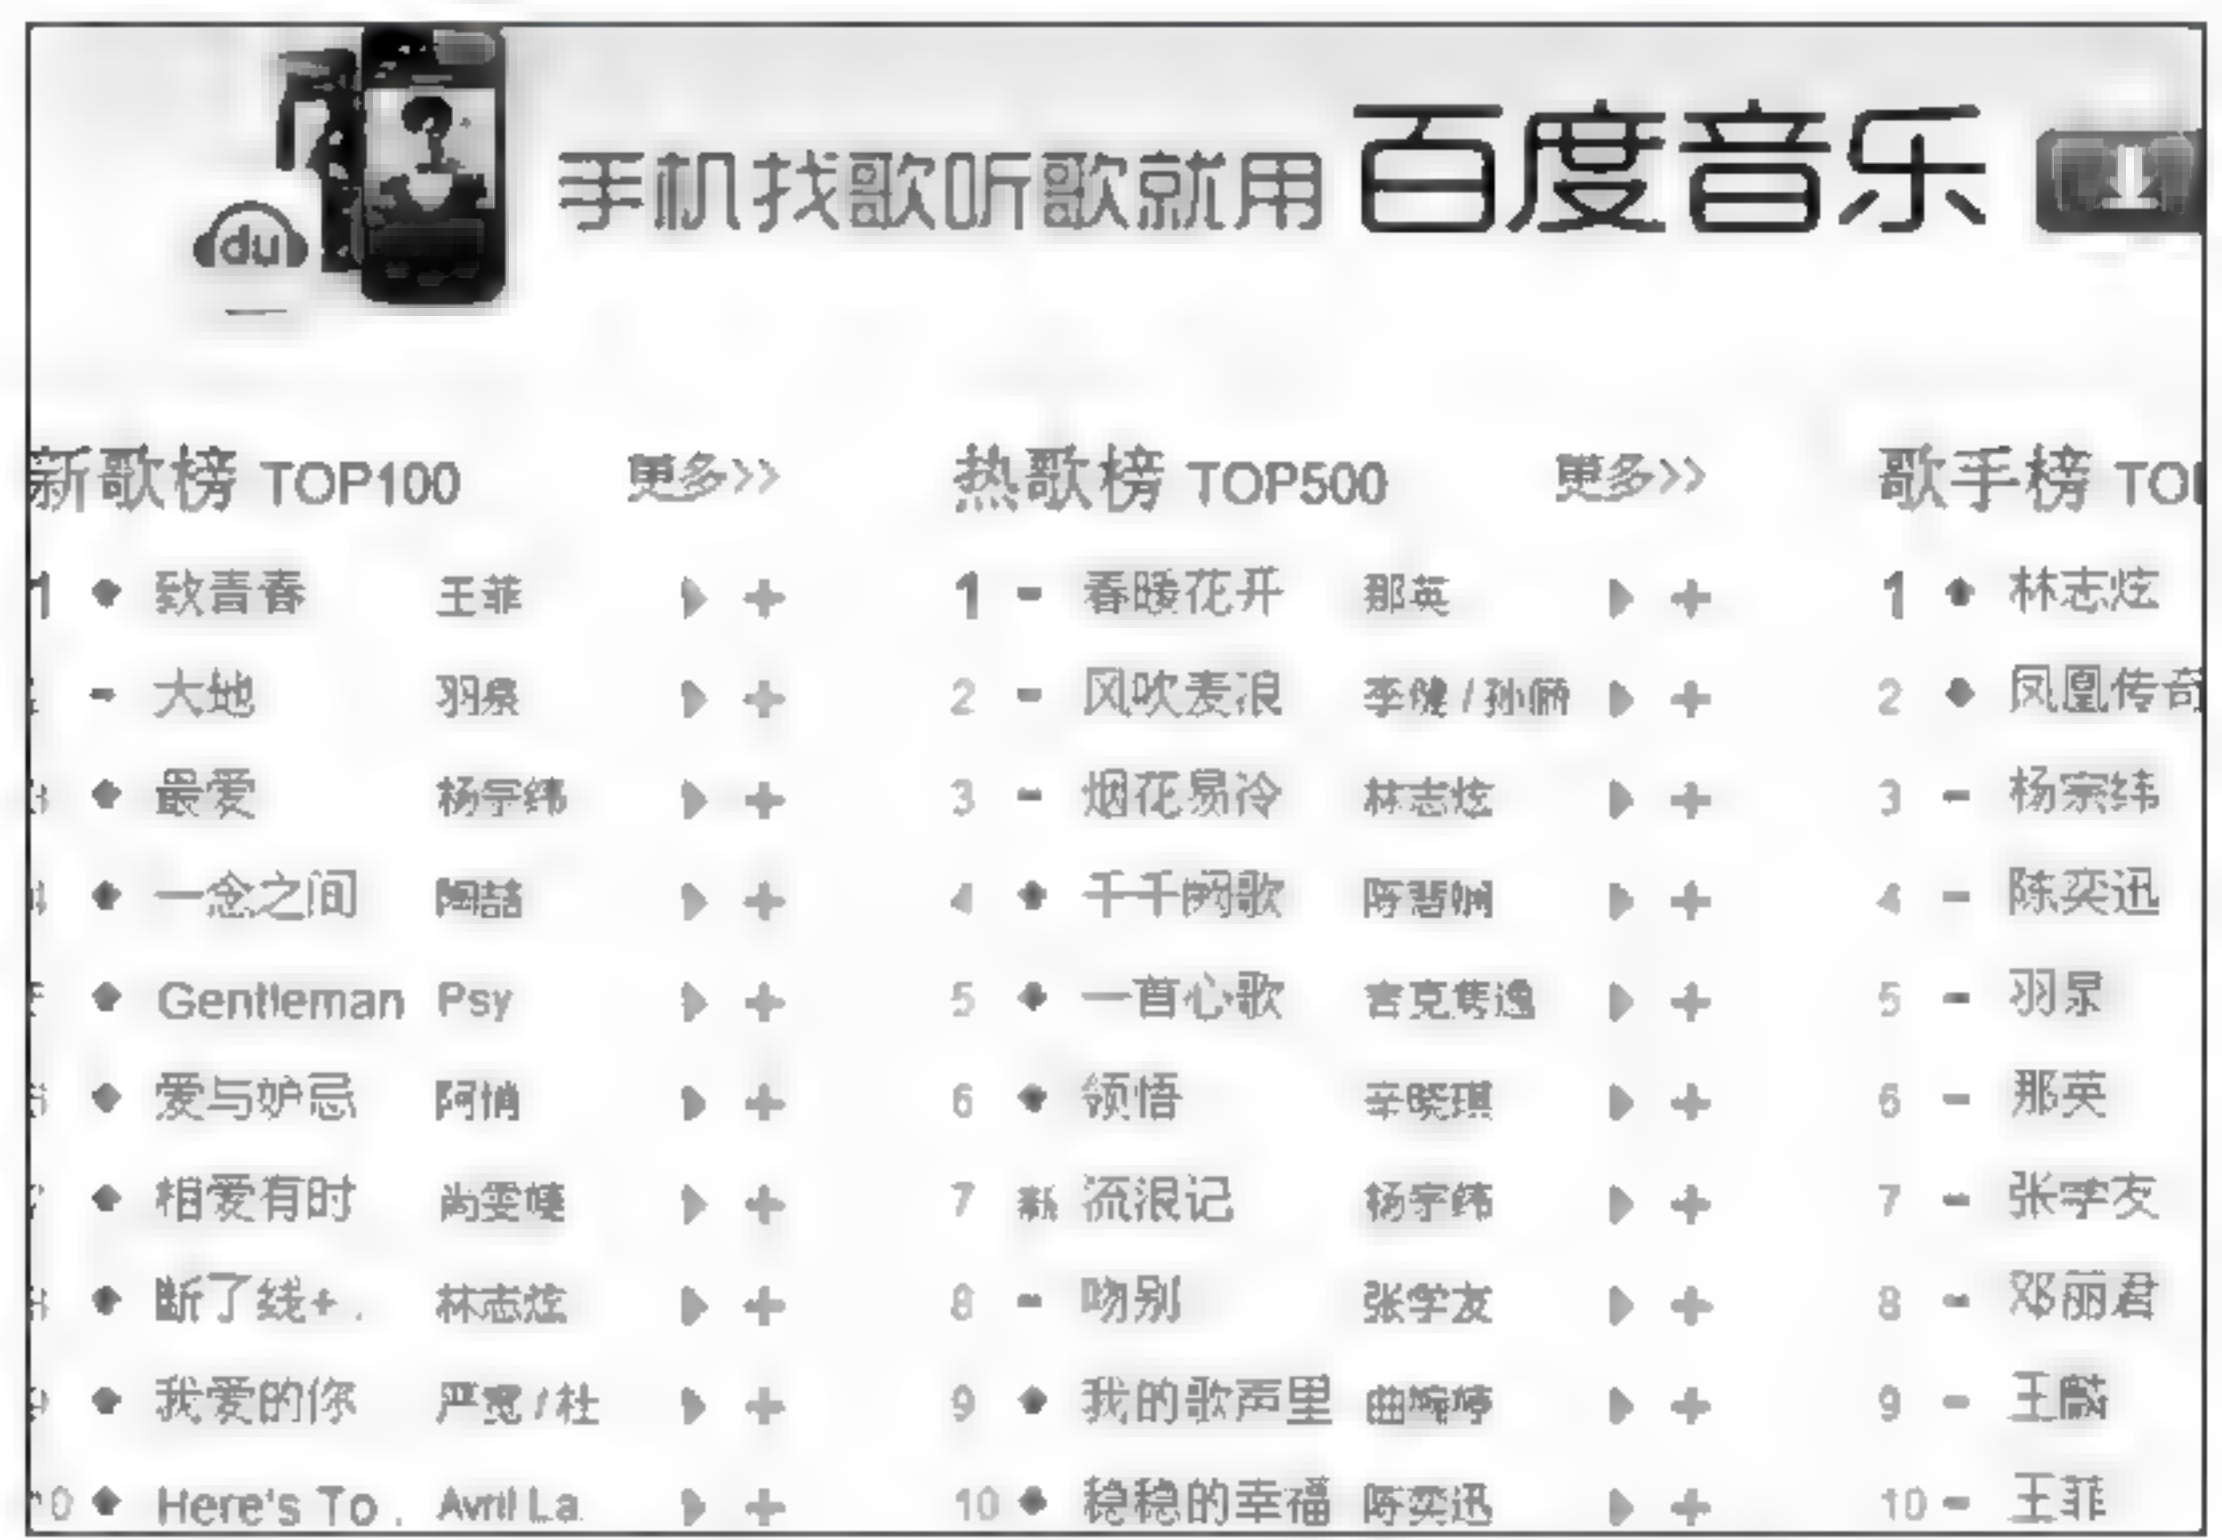 du
手机找歌听歌就用 百度音乐
新歌榜 TOP100 更多>> 热歌榜 TOP500 更多>> 歌手榜
1 致青春 王菲 1 春暖花开 那英 1 林志炫
大地 羽泉 2 风吹麦浪 李健 / 孙俪 2 凤凰传奇
最爱 杨宗纬 3 烟花易冷 林志炫 3 杨宗纬
一念之间 陶喆 4 千千阙歌 陈慧娴 4 陈奕迅
Gentleman Psy 5 一首心歌 吉克隽逸 5 羽泉
爱与妒忌 阿悄 6 领悟 辛晓琪 6 那英
相爱有时 尚雯婕 7 新 流浪记 杨宗纬 7 张学友
断了线+. 林志炫 8 吻别 张学友 8 邓丽君
我爱的你 严宽 / 杜 9 我的歌声里 曲婉婷 9 王麟
10 Here's To . Avril La 10 稳稳的幸福 陈奕迅 10 王菲